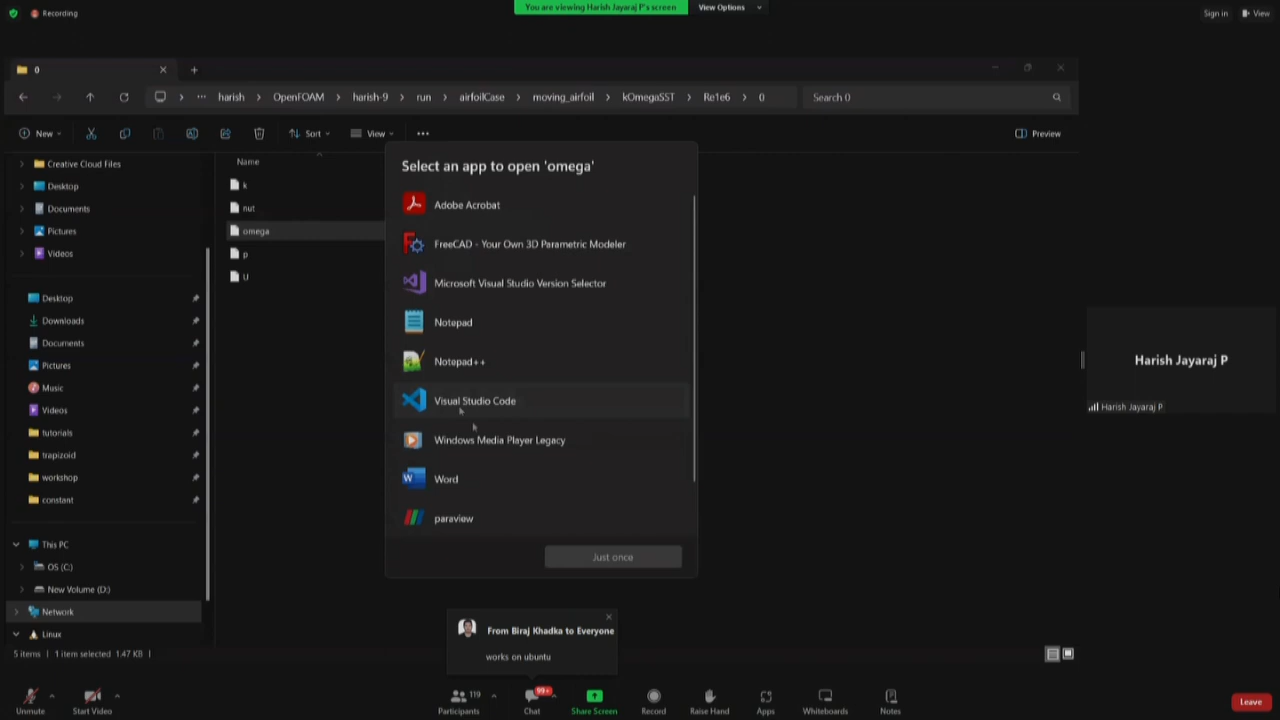 Recording
You are viewing Harish Jayaraj P's screen
View Options
Sign in
View
0
harish
OpenFOAM
harish-9
run
airfoilCase
moving_airfoil
kOmegaSST
Re1e6
0
Search 0
New
Sort
View
Preview
Creative Cloud Files
Desktop
Documents
Pictures
Videos
Desktop
Downloads
Documents
Pictures
Music
Videos
tutorials
trapizoid
workshop
constant
This PC
OS (C:)
New Volume (D:)
Network
Linux
Name
k
nut
omega
p
U
Select an app to open 'omega'
Adobe Acrobat
FreeCAD - Your Own 3D Parametric Modeler
Microsoft Visual Studio Version Selector
Notepad
Notepad++
Visual Studio Code
Windows Media Player Legacy
Word
paraview
Just once
Harish Jayaraj P
Harish Jayaraj P
From Biraj Khadka to Everyone
works on ubuntu
5 items | 1 item selected 1.47 KB |
Unmute
Start Video
119
Participants
99+
Chat
Share Screen
Record
Raise Hand
Apps
Whiteboards
Notes
Leave